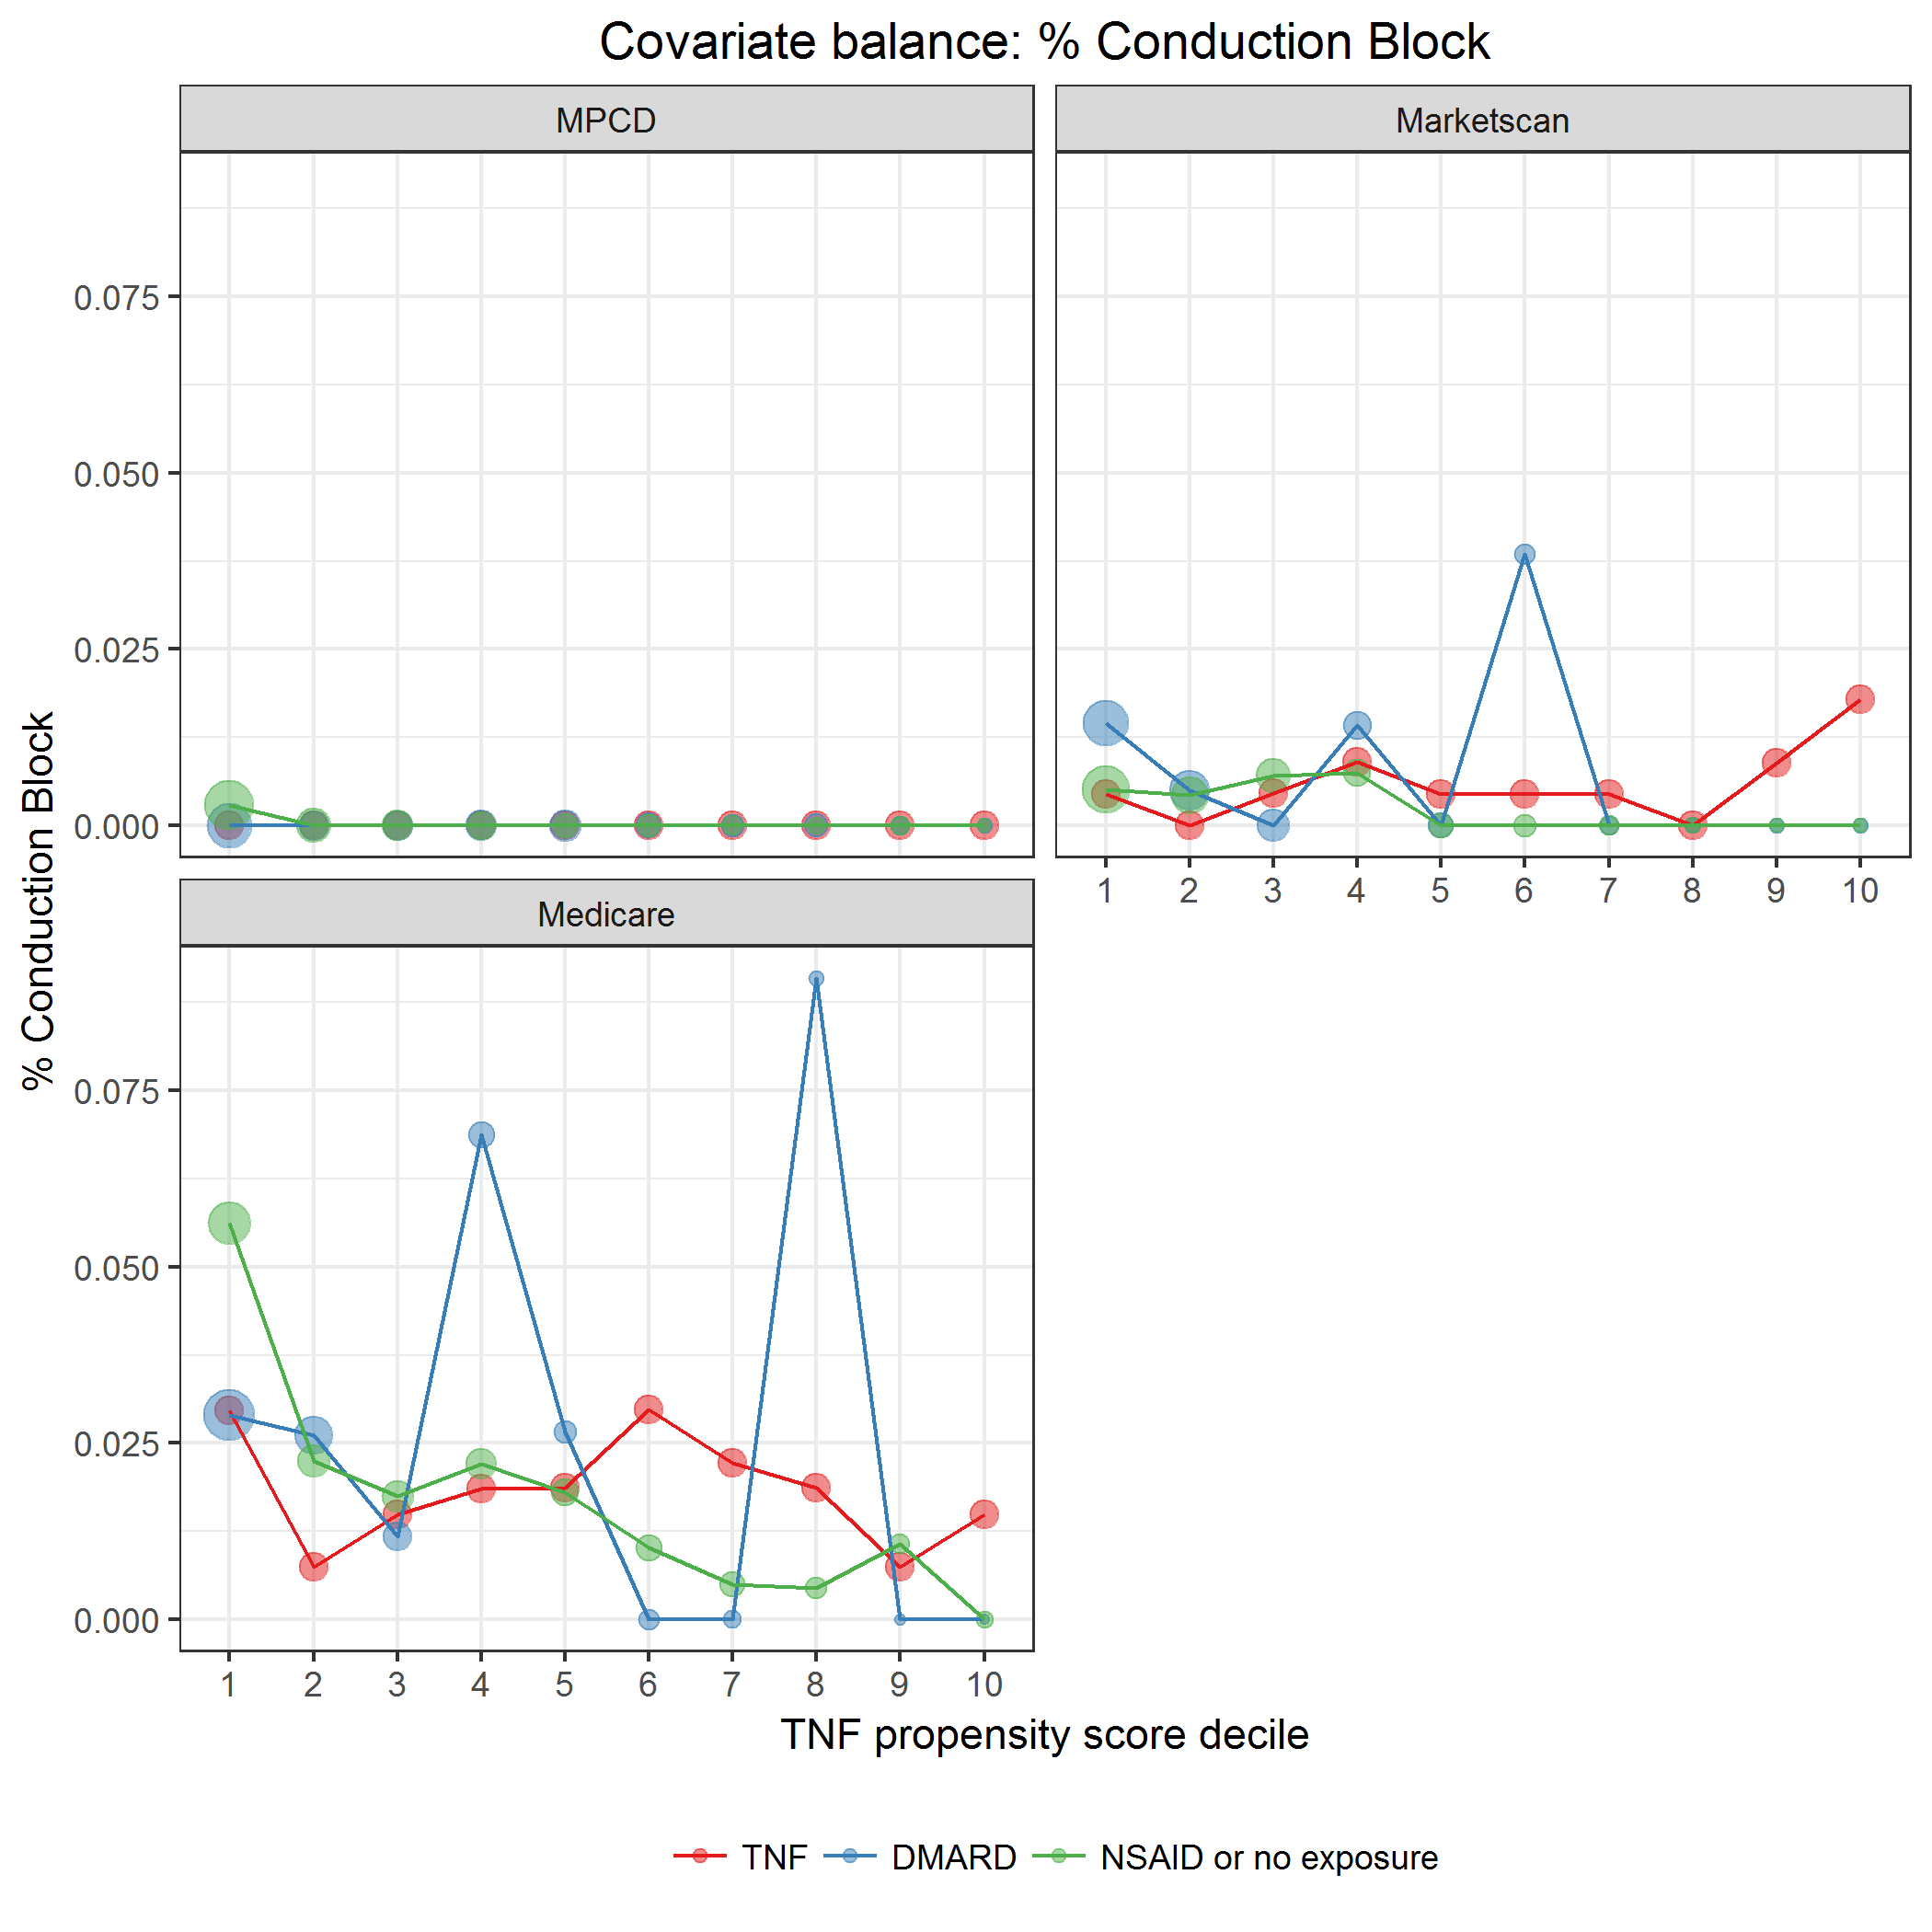 Covariate balance: % Conduction Block
MPCD
Marketscan
0.075
0.050
0.025
0.000
1 2 3 4 5 6 7 8 9 10
Medicare
0.075
0.050
0.025
0.000
1 2 3 4 5 6 7 8 9 10
% Conduction Block
TNF propensity score decile
TNF DMARD NSAID or no exposure